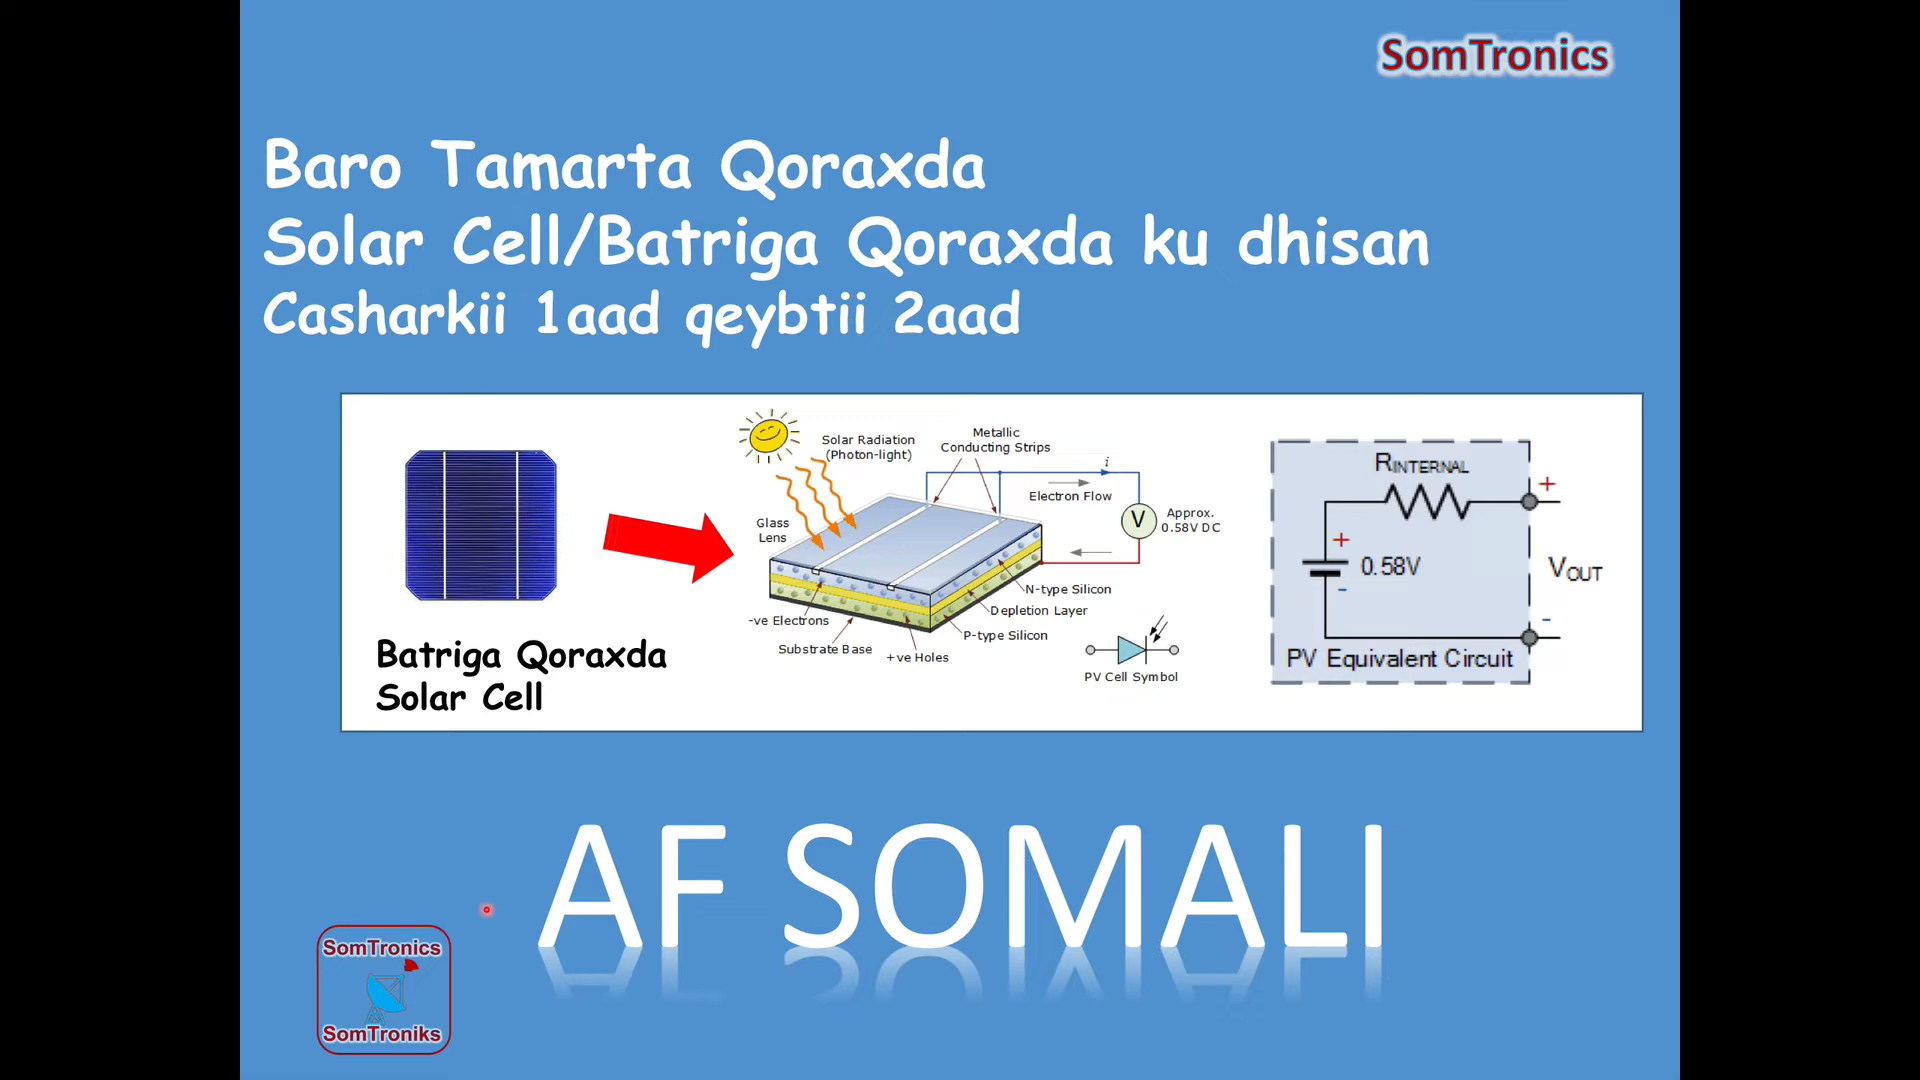 SomTronics
Baro Tamarta Qoraxda
Solar Cell/Batriga Qoraxda ku dhisan
Casharkii 1aad qeybtii 2aad
Batriga Qoraxda
Solar Cell
Solar Radiation
(Photon-light)
Metallic
Conducting Strips
i
Electron Flow
Glass
Lens
V
Approx.
0.58V DC
N-type Silicon
Depletion Layer
P-type Silicon
-ve Electrons
Substrate Base
+ve Holes
PV Cell Symbol
RINTERNAL
+
+
0.58V
-
VOUT
-
PV Equivalent Circuit
AF SOMALI
SomTronics
SomTroniks